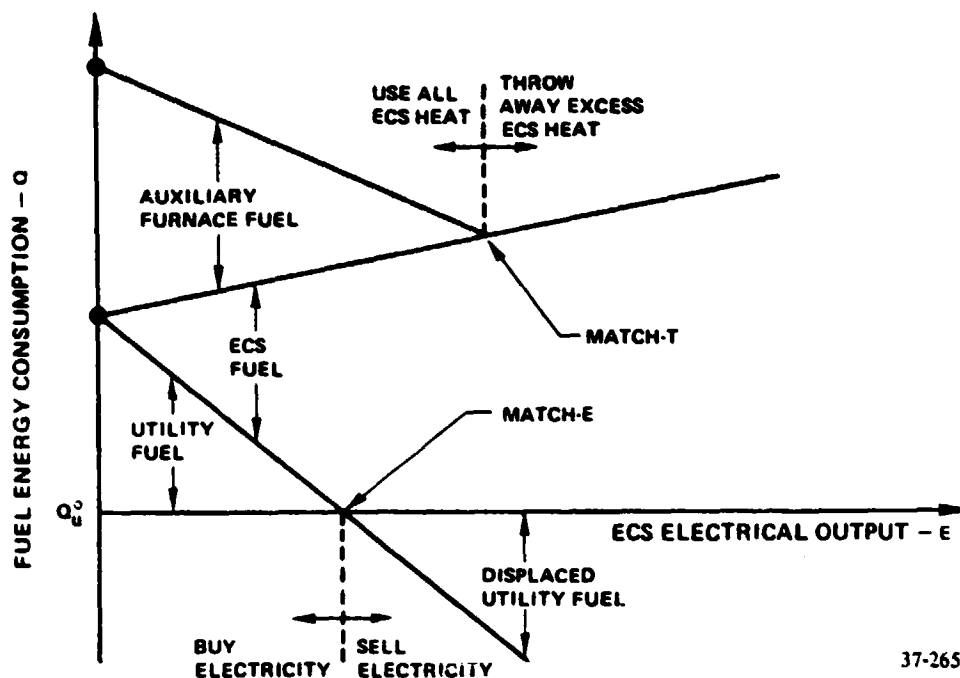 USE ALL
ECS HEAT
THROW
AWAY EXCESS
ECS HEAT
AUXILIARY
FURNACE FUEL
FUEL ENERGY CONSUMPTION – Q
MATCH-T
ECS
FUEL
MATCH-E
UTILITY
FUEL
Qu°
ECS ELECTRICAL OUTPUT – E
DISPLACED
UTILITY FUEL
BUY
ELECTRICITY
SELL
ELECTRICITY
37-265